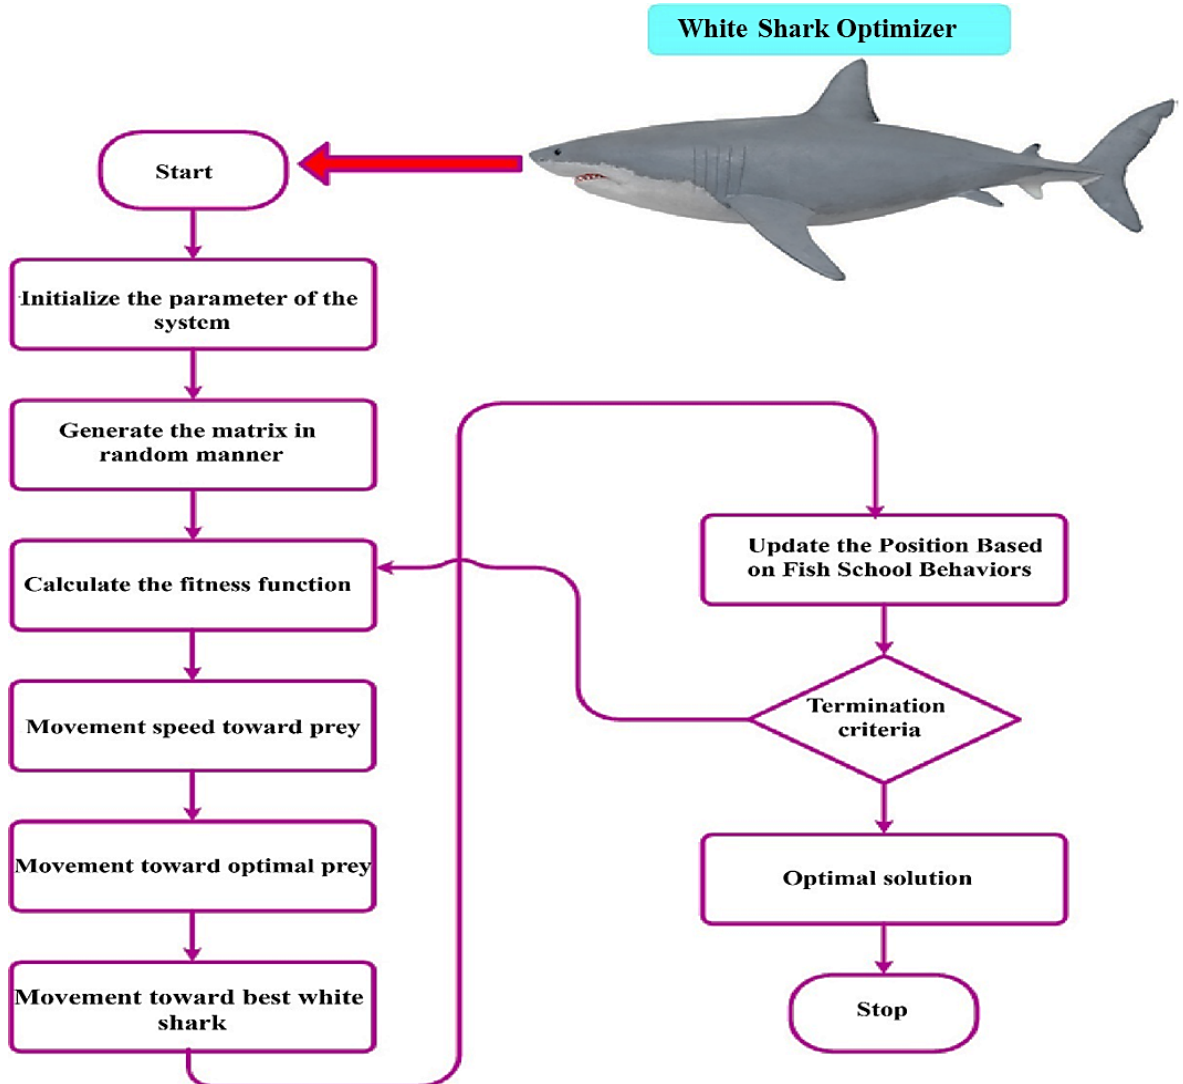 White Shark Optimizer
Start
Initialize the parameter of the
system
Generate the matrix in
random manner
Calculate the fitness function
Movement speed toward prey
Movement toward optimal prey
Movement toward best white
shark
Update the Position Based
on Fish School Behaviors
Termination
criteria
Optimal solution
Stop